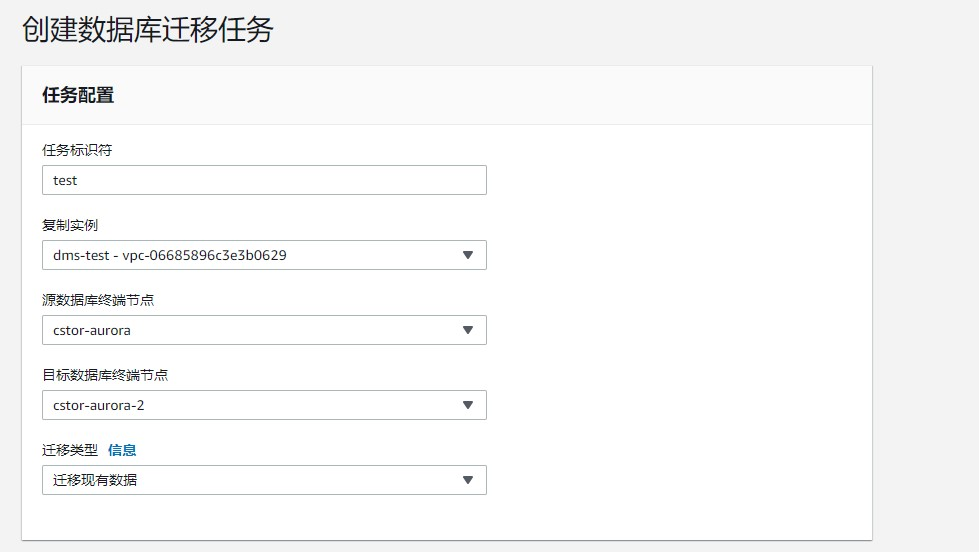 创建数据库迁移任务
任务配置
任务标识符
test
复制实例
dms-test - vpc-06685896c3e3b0629
源数据库终端节点
cstor-aurora
目标数据库终端节点
cstor-aurora-2
迁移类型 信息
迁移现有数据